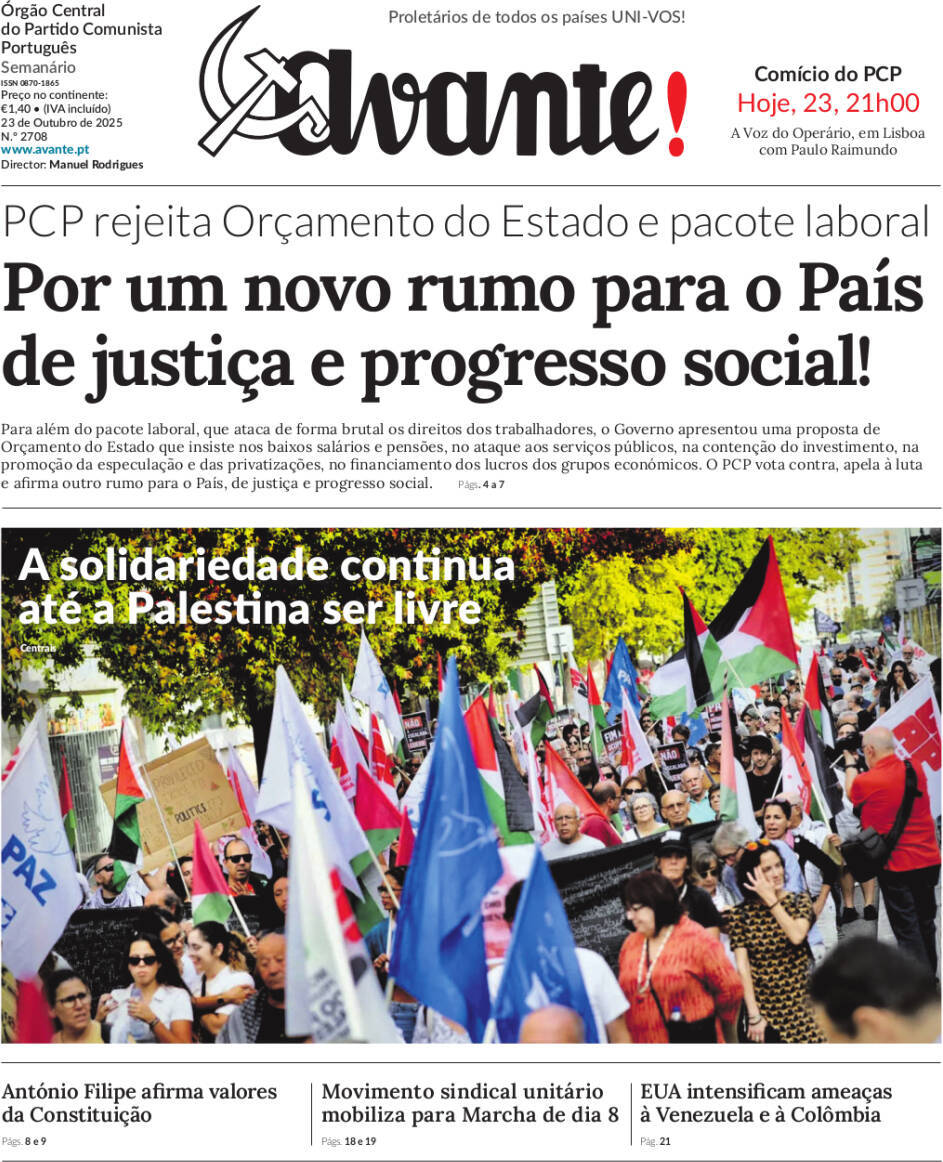 Órgão Central
do Partido Comunista
Português
Semanário
ISSN 0870-1865
Preço no continente:
€1,40 • (IVA incluído)
23 de Outubro de 2025
N.º 2708
www.avante.pt
Director: Manuel Rodrigues
Proletários de todos os países UNI-VOS!
avante!
Comício do PCP
Hoje, 23, 21h00
A Voz do Operário, em Lisboa
com Paulo Raimundo
PCP rejeita Orçamento do Estado e pacote laboral
Por um novo rumo para o País
de justiça e progresso social!
Para além do pacote laboral, que ataca de forma brutal os direitos dos trabalhadores, o Governo apresentou uma proposta de
Orçamento do Estado que insiste nos baixos salários e pensões, no ataque aos serviços públicos, na contenção do investimento, na
promoção da especulação e das privatizações, no financiamento dos lucros dos grupos económicos. O PCP vota contra, apela à luta
e afirma outro rumo para o País, de justiça e progresso social. Págs. 4 a 7
A solidariedade continua
até a Palestina ser livre
Centrais
NÃO
POLITICS
PAZ
NÃO
António Filipe afirma valores
da Constituição
Págs. 8 e 9
Movimento sindical unitário
mobiliza para Marcha de dia 8
Págs. 18 e 19
EUA intensificam ameaças
à Venezuela e à Colômbia
Pág. 21